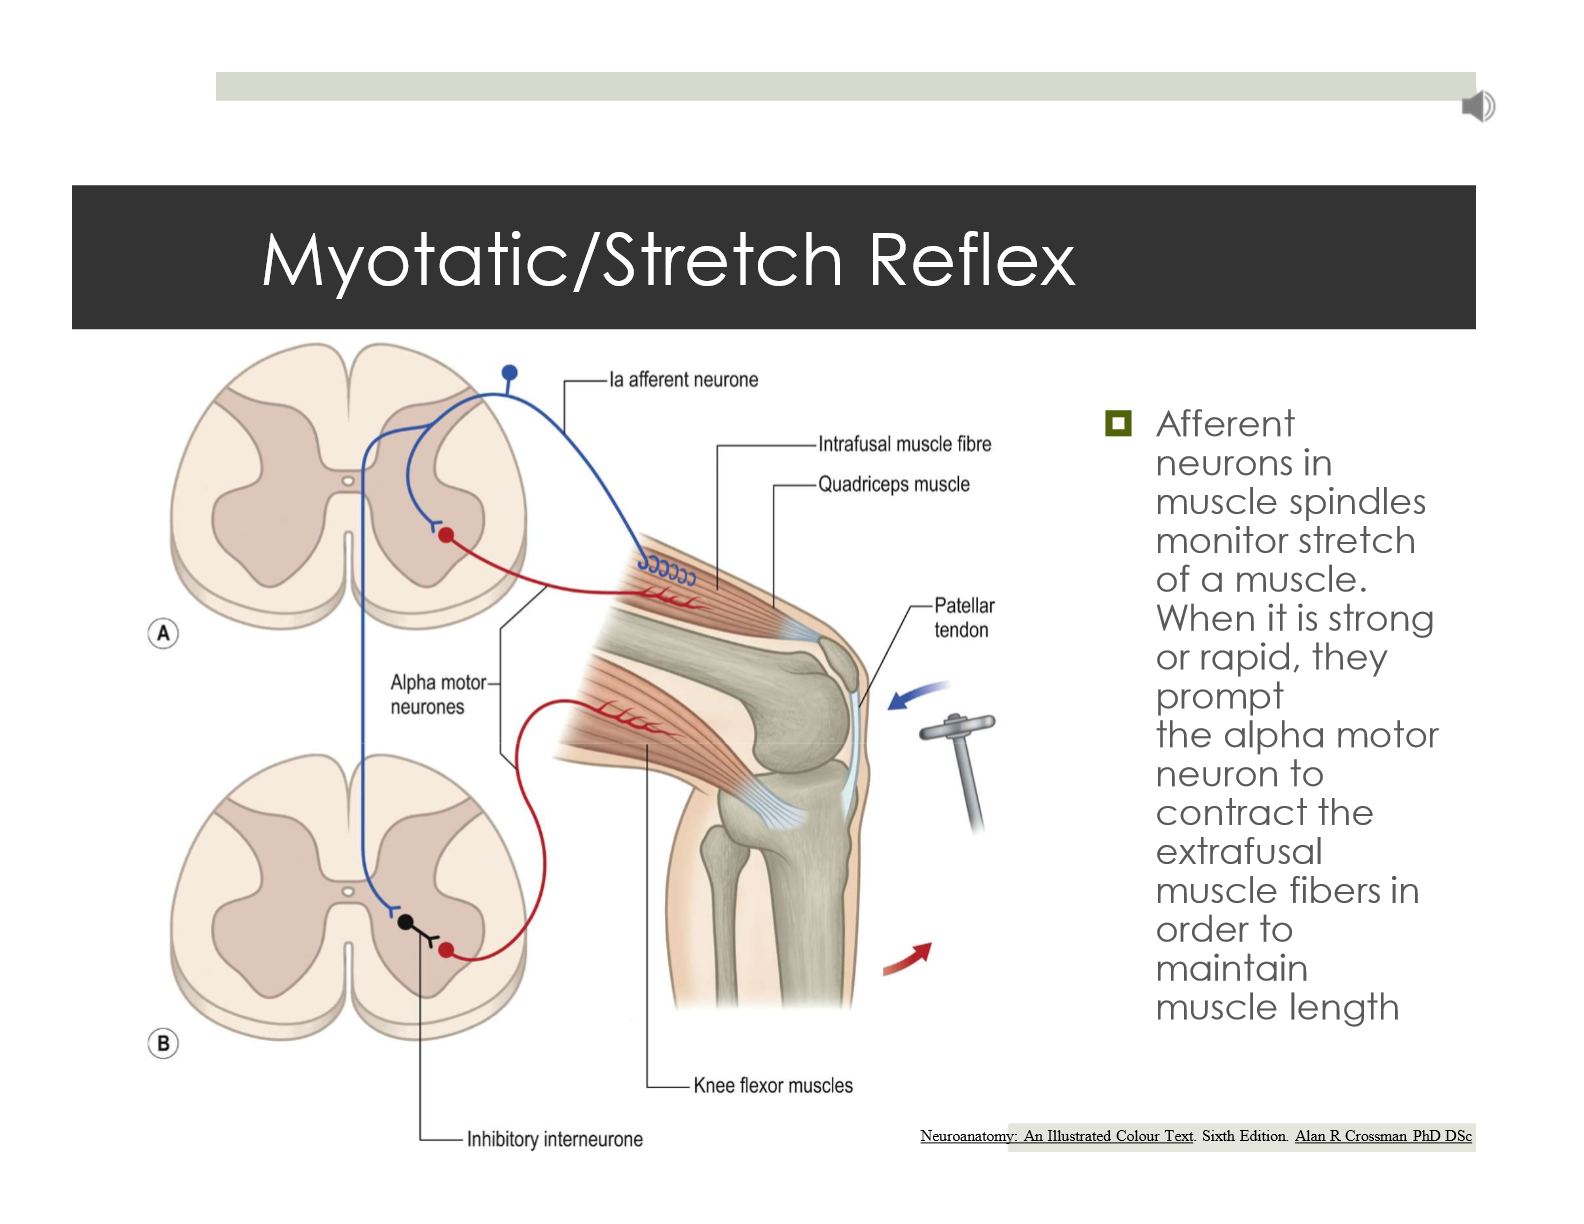 Myotatic/Stretch Reflex
Ia afferent neurone
Intrafusal muscle fibre
Quadriceps muscle
Patellar
tendon
A
Alpha motor
neurones
B
Knee flexor muscles
Inhibitory interneurone
Afferent
neurons in
muscle spindles
monitor stretch
of a muscle.
When it is strong
or rapid, they
prompt
the alpha motor
neuron to
contract the
extrafusal
muscle fibers in
order to
maintain
muscle length
Neuroanatomy: An Illustrated Colour Text. Sixth Edition. Alan R Crossman PhD DSc